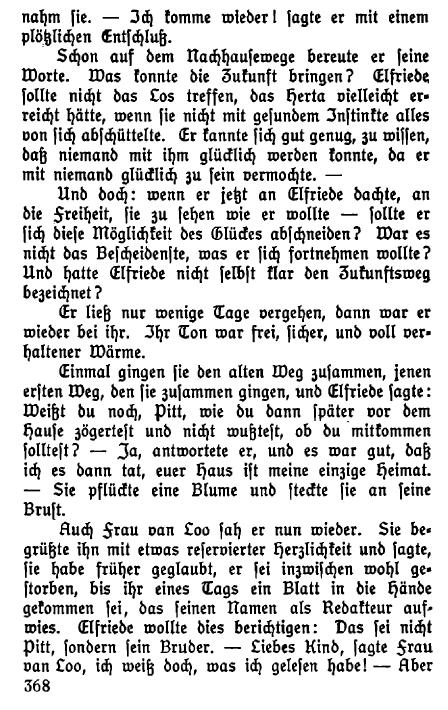 nahm sie. — Ich komme wieder! sagte er mit einem
plötzlichen Entschluß.
Schon auf dem Nachhausewege bereute er seine
Worte. Was konnte die Zukunft bringen? Elfriede
sollte nicht das Los treffen, das Herta vielleicht er-
reicht hätte, wenn sie nicht mit gesundem Instinkte alles
von sich abschüttelte. Er kannte sich gut genug, zu wissen,
daß niemand mit ihm glücklich werden konnte, da er
mit niemand glücklich zu sein vermochte. —
Und doch: wenn er jetzt an Elfriede dachte, an
die Freiheit, sie zu sehen wie er wollte — sollte er
sich diese Möglichkeit des Glückes abschneiden? War es
nicht das Bescheidenste, was er sich fortnehmen wollte?
Und hatte Elfriede nicht selbst klar den Zukunftsweg
bezeichnet?
Er ließ nur wenige Tage vergehen, dann war er
wieder bei ihr. Ihr Ton war frei, sicher, und voll ver-
haltener Wärme.
Einmal gingen sie den alten Weg zusammen, jenen
ersten Weg, den sie zusammen gingen, und Elfriede sagte:
Weißt du noch, Pitt, wie du dann später vor dem
Hause zögertest und nicht wußtest, ob du mitkommen
solltest? — Ja, antwortete er, und es war gut, daß
ich es dann tat, euer Haus ist meine einzige Heimat.
— Sie pflückte eine Blume und steckte sie an seine
Brust.
Auch Frau van Loo sah er nun wieder. Sie be-
grüßte ihn mit etwas reservierter Herzlichkeit und sagte,
sie habe früher geglaubt, er sei inzwischen wohl ge-
storben, bis ihr eines Tags ein Blatt in die Hände
gekommen sei, das seinen Namen als Redakteur auf-
wies. Elfriede wollte dies berichtigen: Das sei nicht
Pitt, sondern sein Bruder. — Liebes Kind, sagte Frau
van Loo, ich weiß doch, was ich gelesen habe! — Aber
368